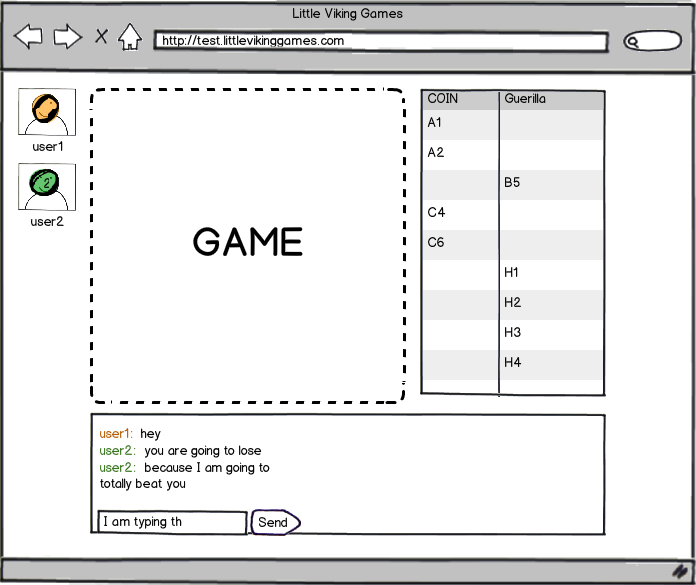 Little Viking Games
http://test.littlevikinggames.com
user1
2
user2
GAME
COIN Guerilla
A1
A2
B5
C4
C6
H1
H2
H3
H4
user1: hey
user2: you are going to lose
user2: because I am going to
totally beat you
I am typing th
Send